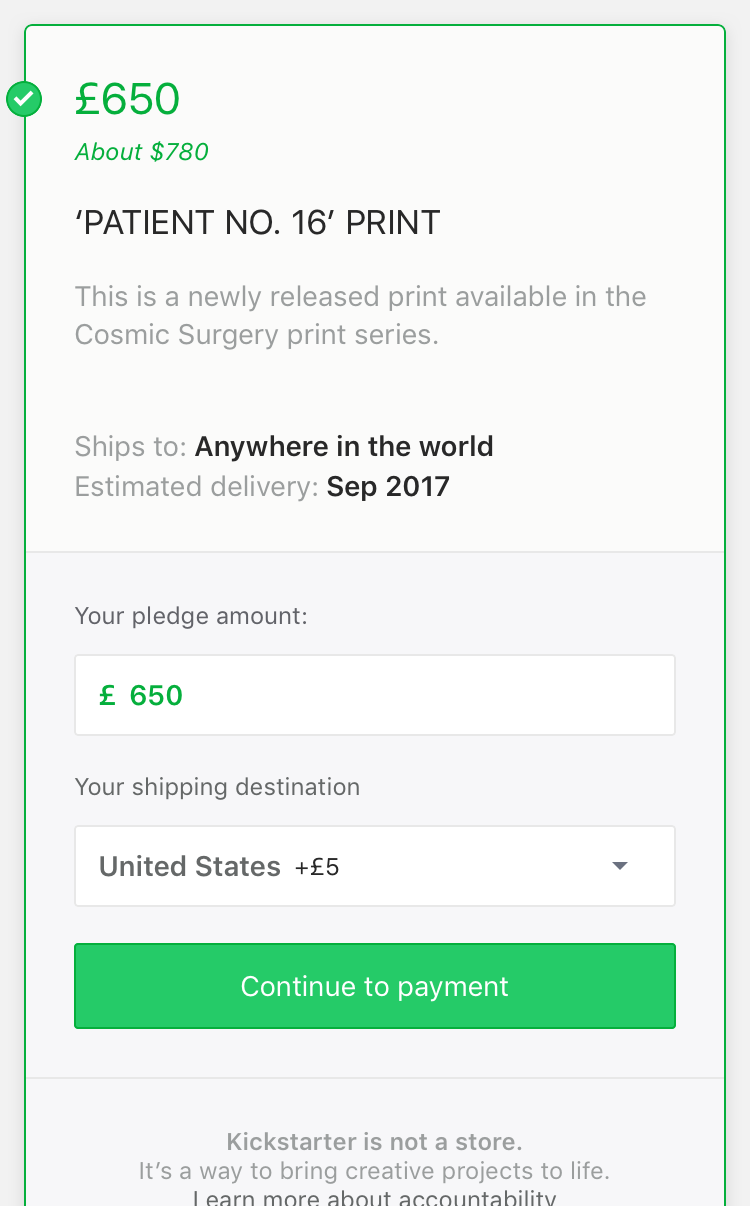 £650
About $780
‘PATIENT NO. 16’ PRINT
This is a newly released print available in the
Cosmic Surgery print series.
Ships to: Anywhere in the world
Estimated delivery: Sep 2017
Your pledge amount:
£ 650
Your shipping destination
United States +£5
Continue to payment
Kickstarter is not a store.
It’s a way to bring creative projects to life.
Learn more about accountability